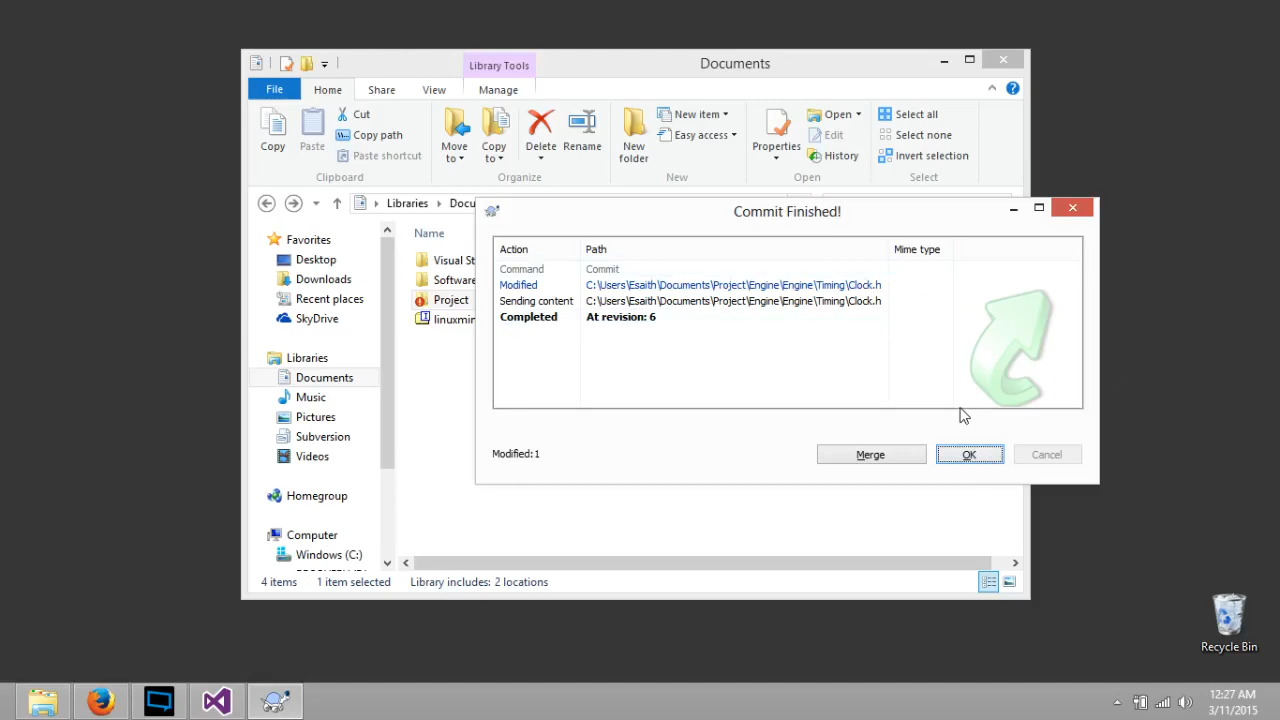 Library Tools
Documents
File
Home
Share
View
Manage
Copy
Paste
Cut
Copy path
Paste shortcut
Clipboard
Move to
Copy to
Delete
Rename
Organize
New folder
New item
Easy access
New
Properties
Open
Edit
History
Open
Select all
Select none
Invert selection
Select
Libraries
Docu
Favorites
Desktop
Downloads
Recent places
SkyDrive
Libraries
Documents
Music
Pictures
Subversion
Videos
Homegroup
Computer
Windows (C:)
Name
Visual St
Software
Project
linuxmin
4 items 1 item selected Library includes: 2 locations
Commit Finished!
Action Path Mime type
Command Commit
Modified C:\Users\Esaith\Documents\Project\Engine\Engine\Timing\Clock.h
Sending content C:\Users\Esaith\Documents\Project\Engine\Engine\Timing\Clock.h
Completed At revision: 6
Modified:1
Merge
OK
Cancel
Recycle Bin
12:27 AM
3/11/2015